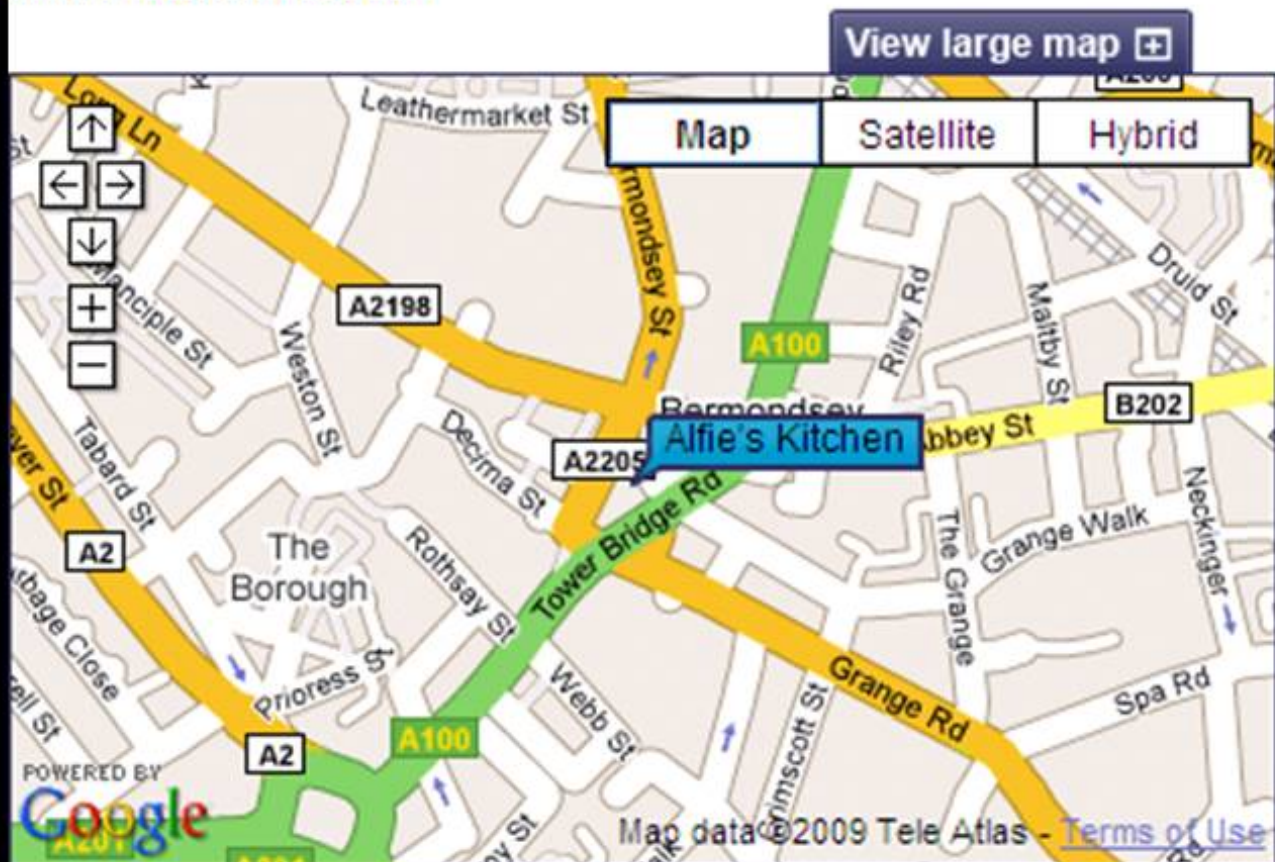 View large map
Map
Satellite
Hybrid
Long Ln
Leathermarket St
Druid St
Manciple St
A2198
Weston St
Riley Rd
Maltby St
A100
Bermondsey
Alfie's Kitchen
Abbey St
B202
A2205
Decima St
Tabard St
Tower Bridge Rd
Neckinger
A2
The
Borough
Rothsay St
The Grange
Grange Walk
Prioress St
Webb St
Grange Rd
Spa Rd
A2
A100
POWERED BY
Google
A201
Map data ©2009 Tele Atlas - Terms of Use